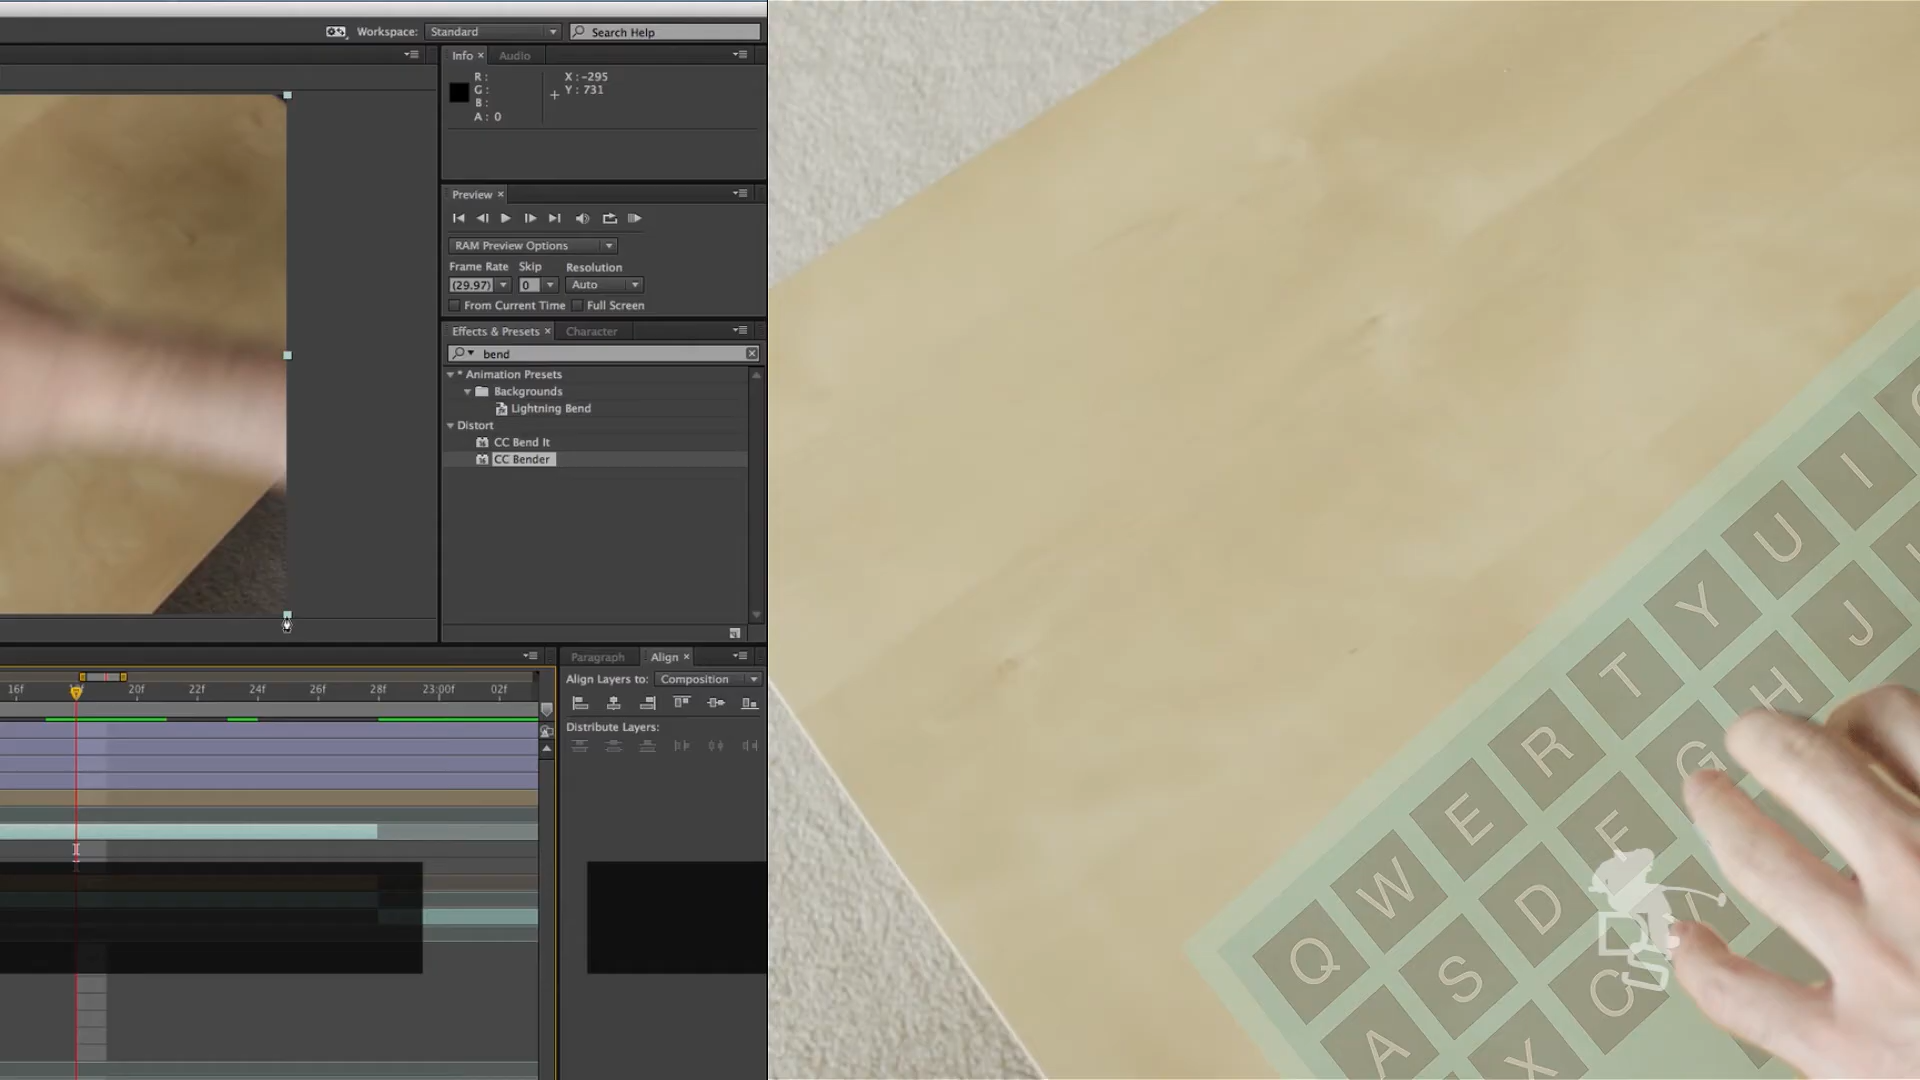 Workspace: Standard
Search Help
Info × Audio
R :
G :
B :
A : 0
X : -295
Y : 731
Preview ×
RAM Preview Options
Frame Rate Skip Resolution
(29.97) 0 Auto
From Current Time Full Screen
Effects & Presets × Character
bend
* Animation Presets
Backgrounds
Lightning Bend
Distort
CC Bend It
CC Bender
16f 20f 22f 24f 26f 28f 23:00f 02f
Paragraph Align ×
Align Layers to: Composition
Distribute Layers:
Q W E R T Y U I
A S D F G H J
X C